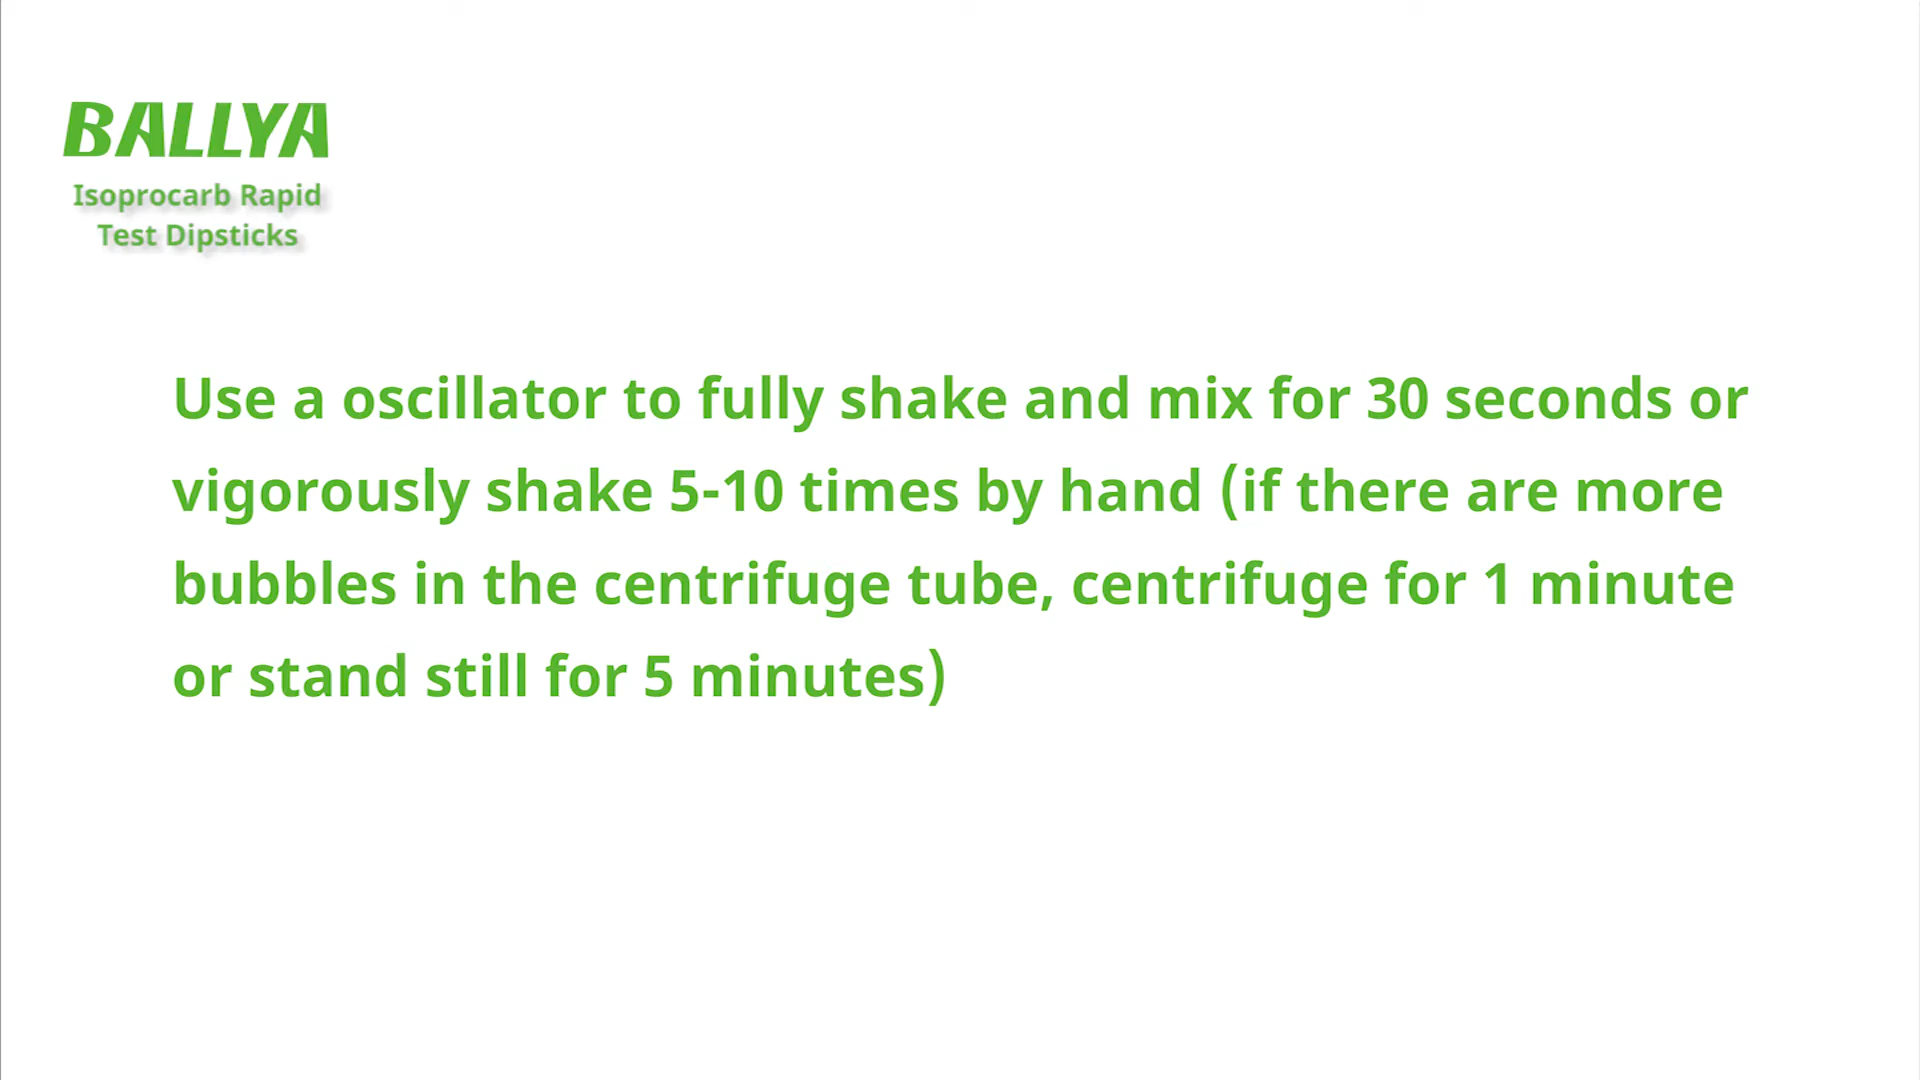 BALLYA
Isoprocarb Rapid
Test Dipsticks
Use a oscillator to fully shake and mix for 30 seconds or
vigorously shake 5-10 times by hand (if there are more
bubbles in the centrifuge tube, centrifuge for 1 minute
or stand still for 5 minutes)